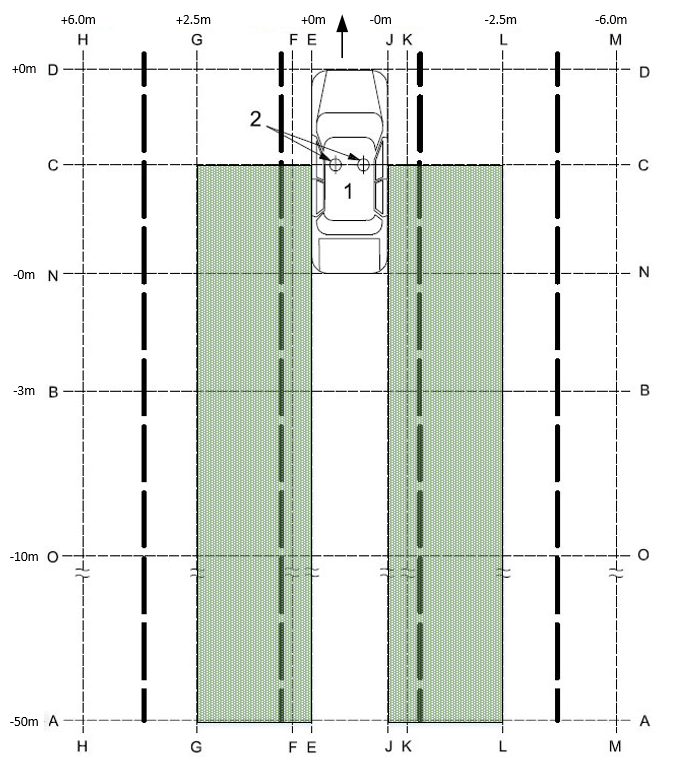 +6.0m +2.5m +0m -0m -2.5m -6.0m
H G F E J K L M
+0m D D
2
C C
1
-0m N N
-3m B B
-10m O O
-50m A A
H G F E J K L M